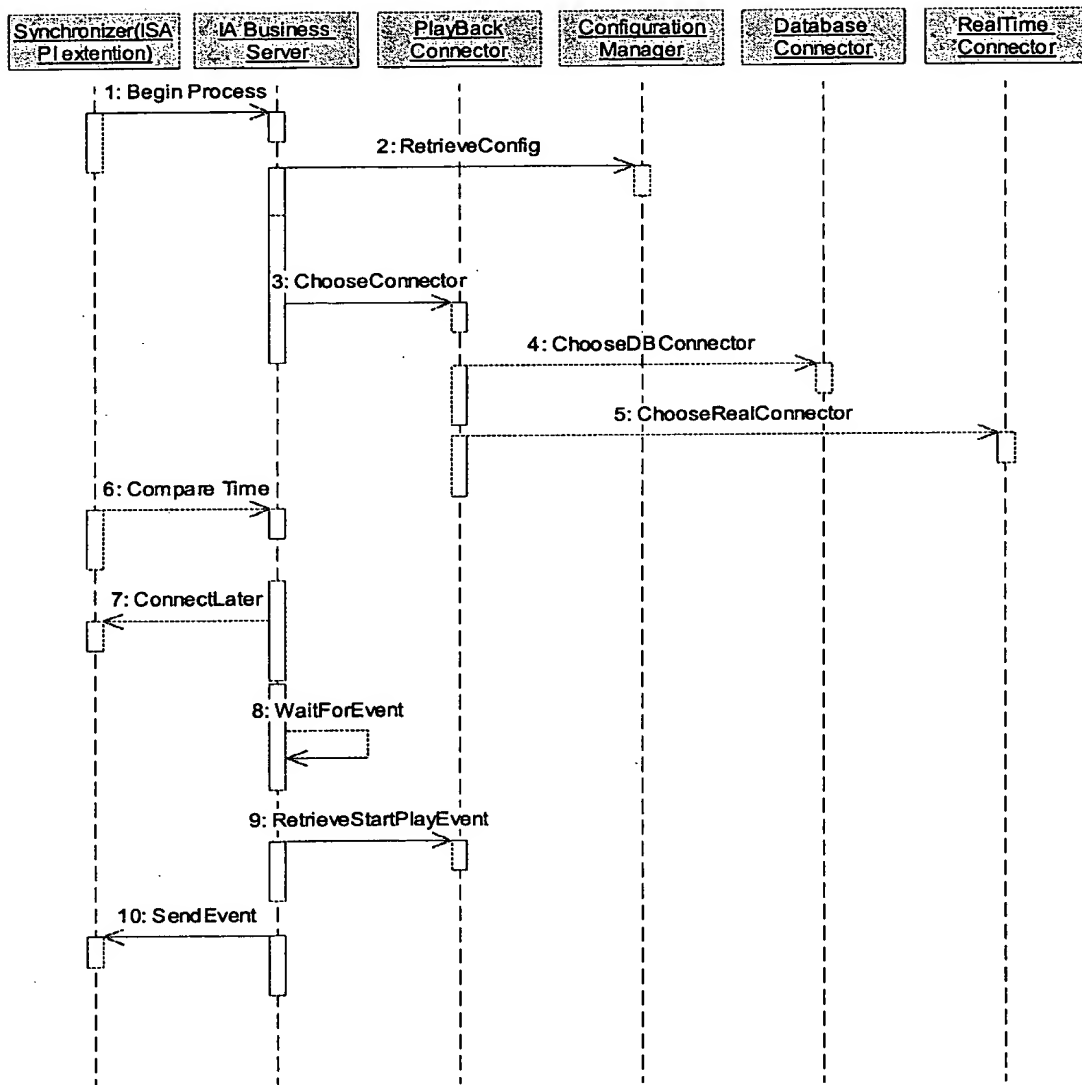 Synchronizer(ISA
PI extention)
IA Business
Server
PlayBack
Connector
Configuration
Manager
Database
Connector
RealTime
Connector
1: Begin Process
2: RetrieveConfig
3: ChooseConnector
4: ChooseDBConnector
5: ChooseRealConnector
6: Compare Time
7: ConnectLater
8: WaitForEvent
9: RetrieveStartPlayEvent
10: SendEvent